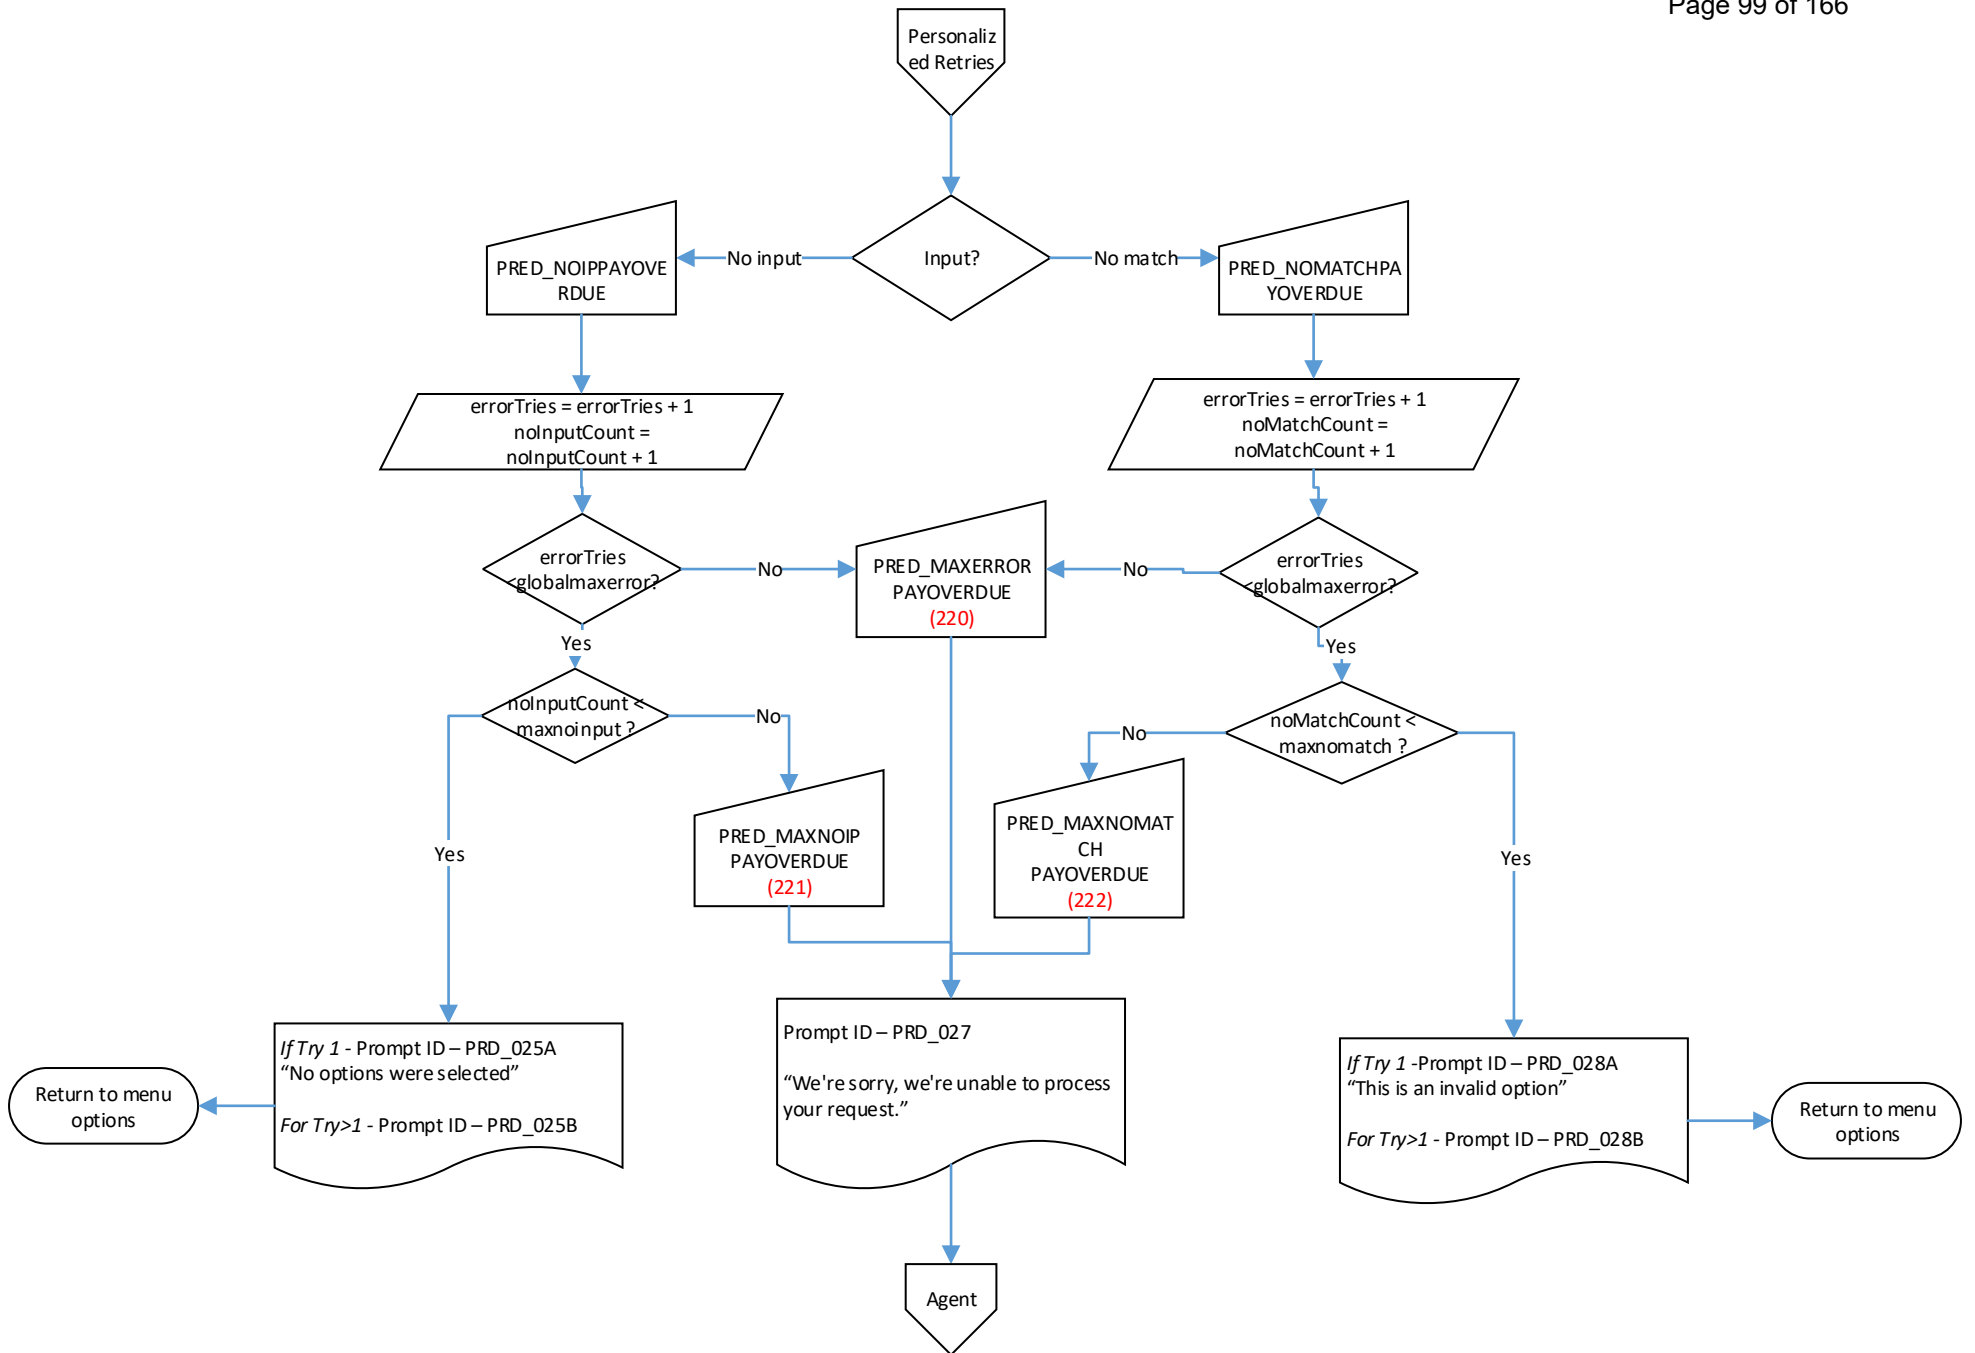 Page 99 of 166
Personaliz
ed Retries
Input?
No input
No match
PRED_NOIPPAYOVE
RDUE
PRED_NOMATCHPA
YOVERDUE
errorTries = errorTries + 1
noInputCount =
noInputCount + 1
errorTries = errorTries + 1
noMatchCount =
noMatchCount + 1
errorTries
<globalmaxerror?
No
PRED_MAXERROR
PAYOVERDUE
(220)
No
errorTries
<globalmaxerror?
Yes
Yes
noInputCount <
maxnoinput ?
No
No
noMatchCount <
maxnomatch ?
PRED_MAXNOIP
PAYOVERDUE
(221)
PRED_MAXNOMAT
CH
PAYOVERDUE
(222)
Yes
Yes
If Try 1 - Prompt ID – PRD_025A
“No options were selected”
For Try>1 - Prompt ID – PRD_025B
Return to menu
options
Prompt ID – PRD_027
“We're sorry, we're unable to process
your request.”
If Try 1 -Prompt ID – PRD_028A
“This is an invalid option”
For Try>1 - Prompt ID – PRD_028B
Return to menu
options
Agent